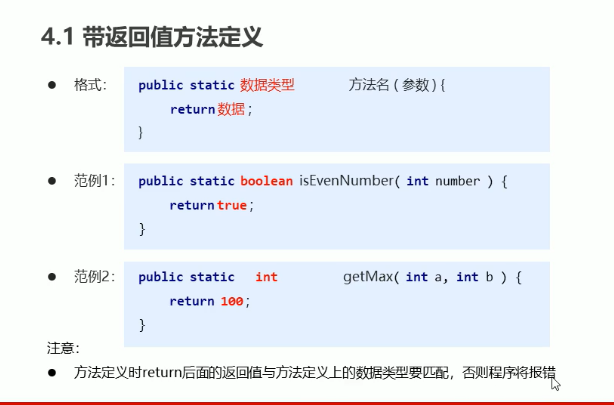 4.1 带返回值方法定义
● 格式： public static 数据类型 方法名 ( 参数 ) {
return 数据 ;
}
● 范例1： public static boolean isEvenNumber( int number ) {
return true ;
}
● 范例2： public static int getMax( int a, int b ) {
return 100 ;
}
注意：
● 方法定义时return后面的返回值与方法定义上的数据类型要匹配，否则程序将报错